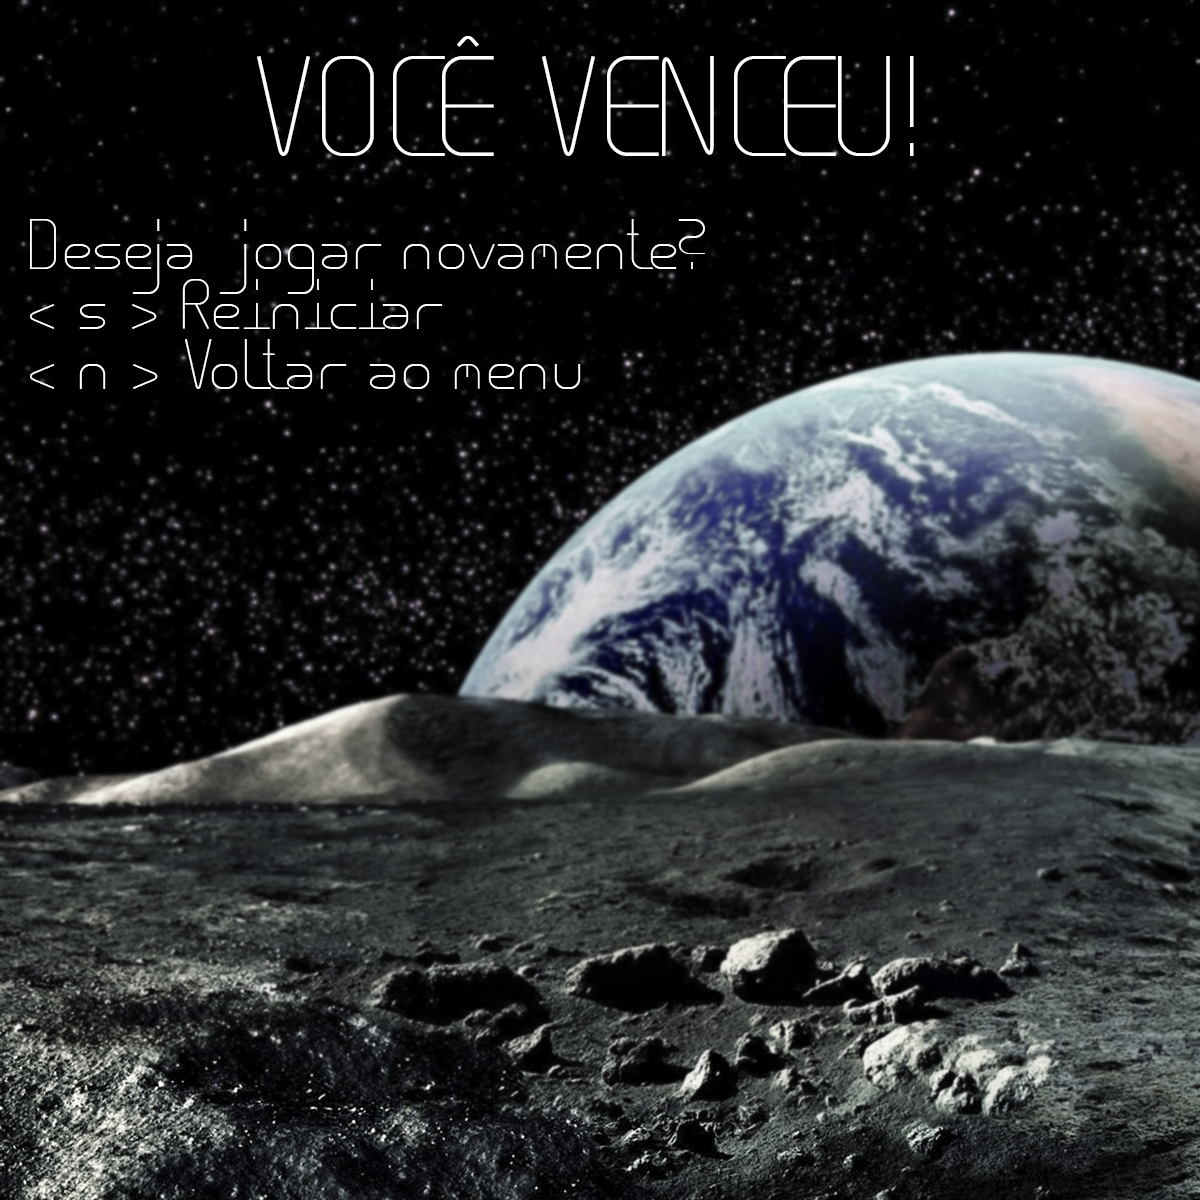 VOCÊ VENCEU!
Deseja jogar novamente?
< s > Reiniciar
< n > Voltar ao menu